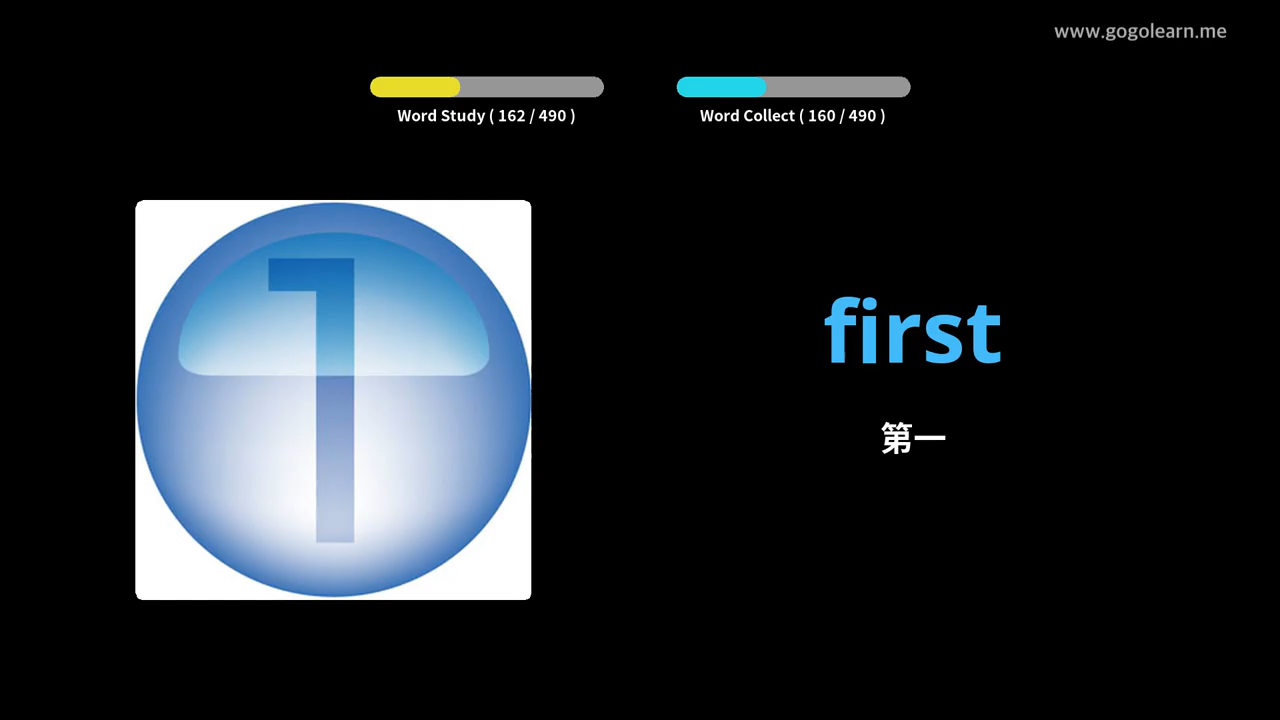 www.gogolearn.me
Word Study ( 162 / 490 )
Word Collect ( 160 / 490 )
1
first
第一